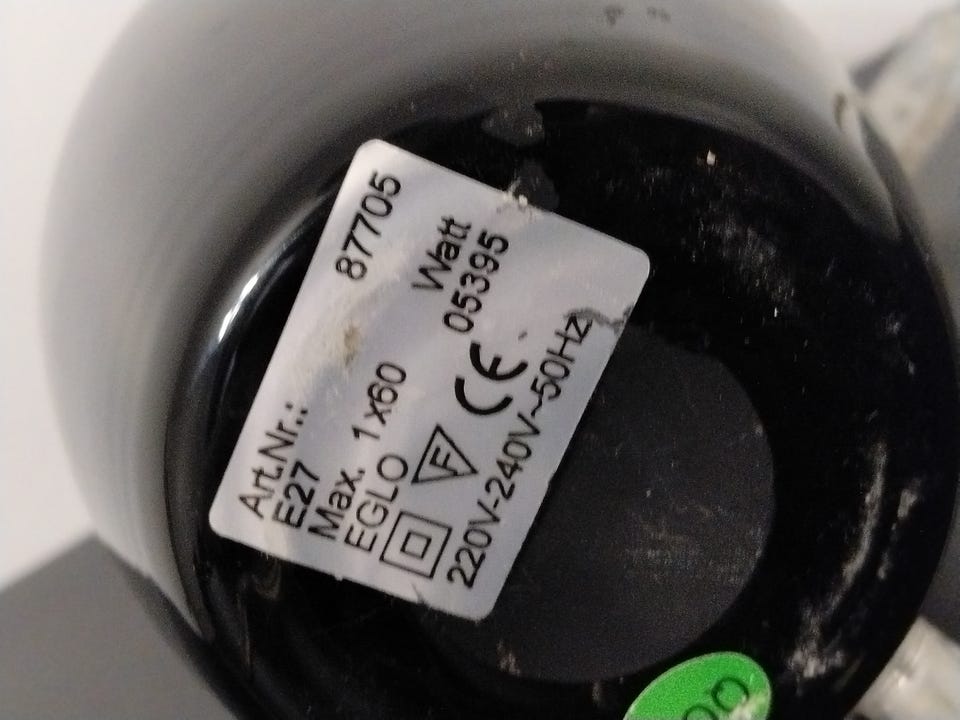 Art.Nr.: 87705
E27
Max. 1x60 Watt
EGLO 05395
F CE
220V-240V~50Hz